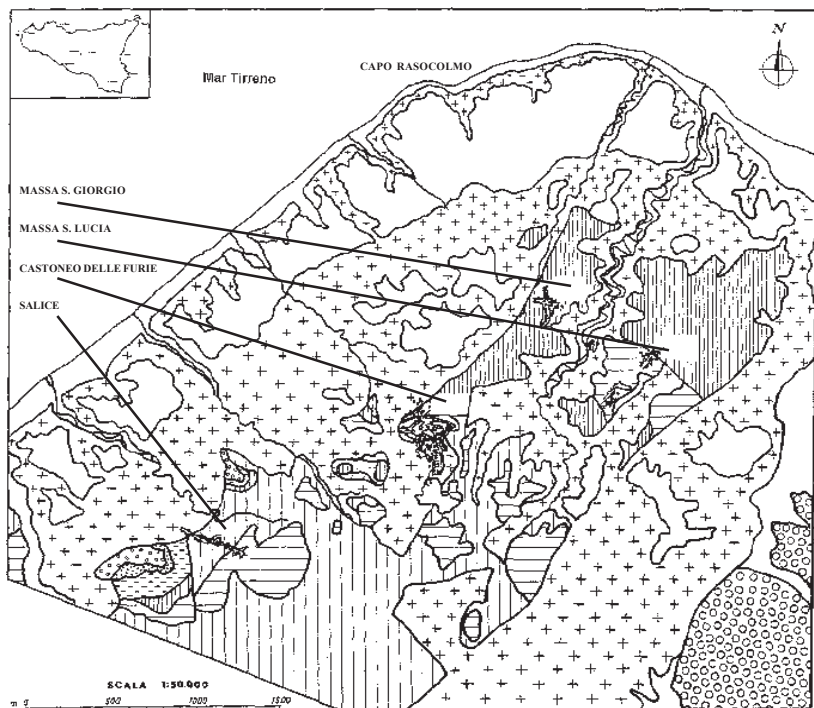 N
CAPO RASOCOLMO
Mar Tirreno
MASSA S. GIORGIO
MASSA S. LUCIA
CASTONEO DELLE FURIE
SALICE
SCALA 1:50.000
500 1000 1500